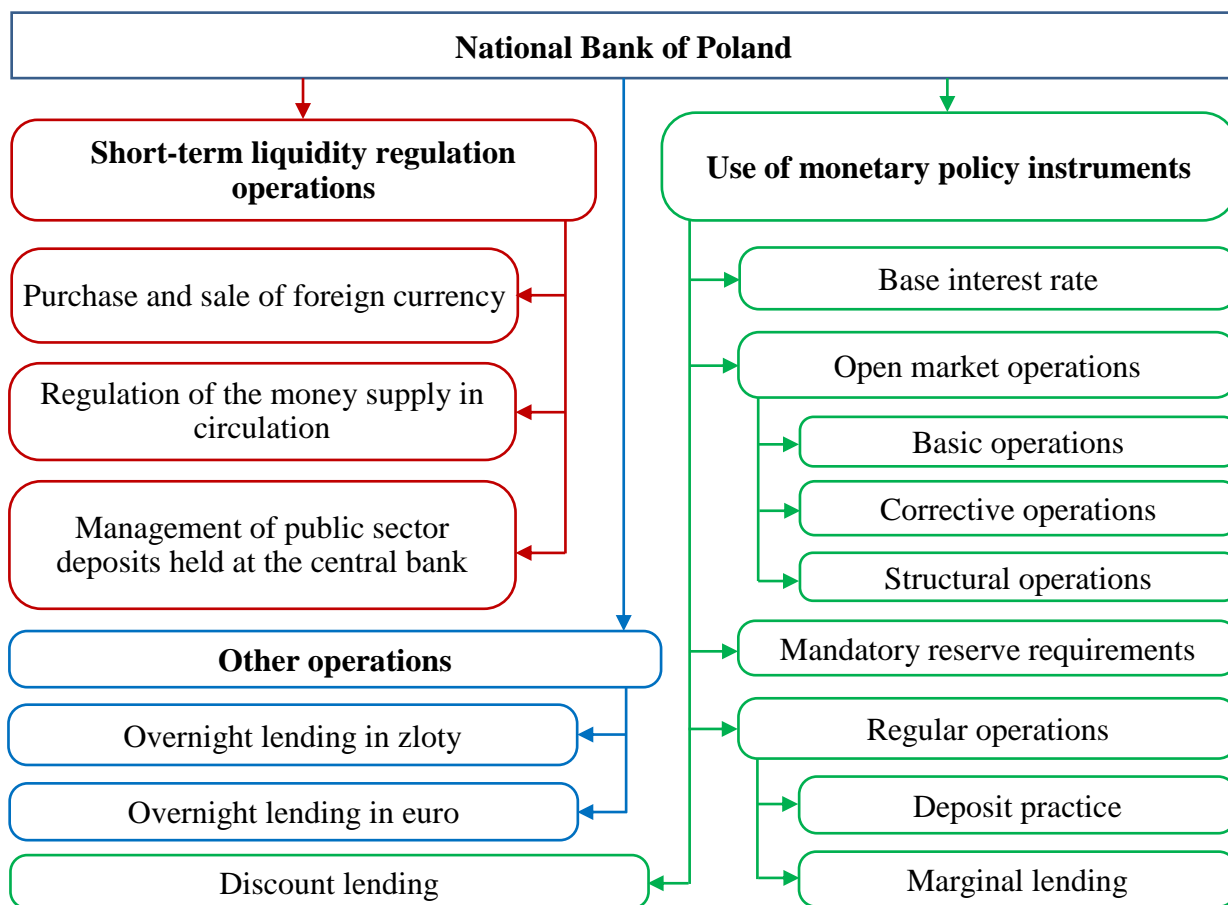 National Bank of Poland
Short-term liquidity regulation
operations
Purchase and sale of foreign currency
Regulation of the money supply in
circulation
Management of public sector
deposits held at the central bank
Other operations
Overnight lending in zloty
Overnight lending in euro
Discount lending
Use of monetary policy instruments
Base interest rate
Open market operations
Basic operations
Corrective operations
Structural operations
Mandatory reserve requirements
Regular operations
Deposit practice
Marginal lending